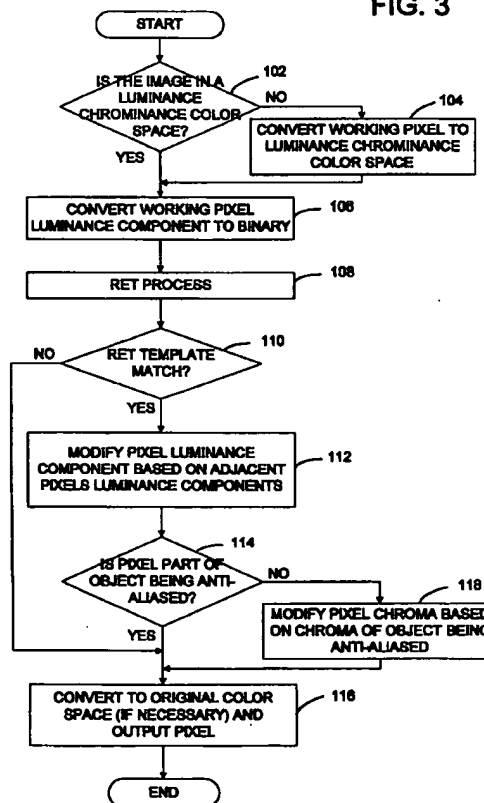 FIG. 3
START
IS THE IMAGE IN A
LUMINANCE
CHROMINANCE COLOR
SPACE?
102
NO
YES
104
CONVERT WORKING PIXEL TO
LUMINANCE CHROMINANCE
COLOR SPACE
CONVERT WORKING PIXEL
LUMINANCE COMPONENT TO BINARY
106
RET PROCESS
108
RET TEMPLATE
MATCH?
110
NO
YES
MODIFY PIXEL LUMINANCE
COMPONENT BASED ON ADJACENT
PIXELS LUMINANCE COMPONENTS
112
IS PIXEL PART OF
OBJECT BEING ANTI-
ALIASED?
114
NO
YES
118
MODIFY PIXEL CHROMA BASED
ON CHROMA OF OBJECT BEING
ANTI-ALIASED
CONVERT TO ORIGINAL COLOR
SPACE (IF NECESSARY) AND
OUTPUT PIXEL
116
END